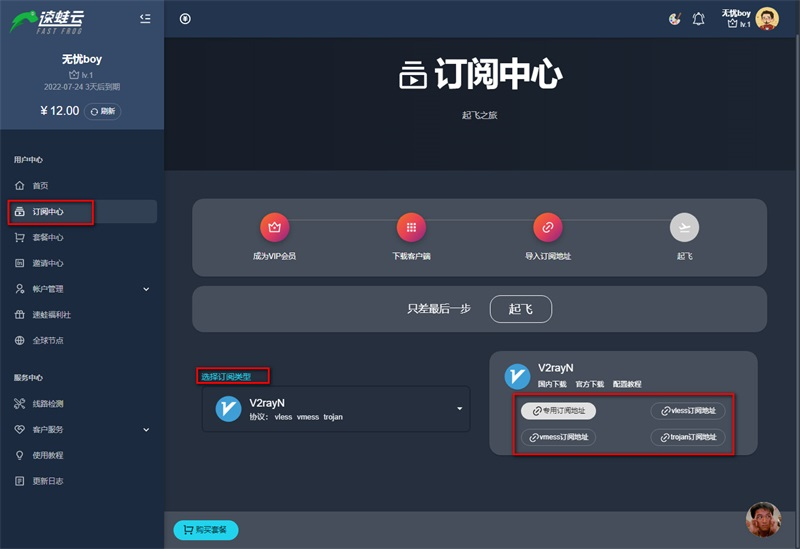 速蛙云
FAST FROG
无忧boy
lv.1
2022-07-24 3天后到期
¥ 12.00 刷新
用户中心
首页
订阅中心
套餐中心
邀请中心
帐户管理
速蛙福利社
全球节点
服务中心
线路检测
客户服务
使用教程
更新日志
无忧boy
lv.1
订阅中心
起飞之旅
成为VIP会员
下载客户端
导入订阅地址
起飞
只差最后一步 起飞
选择订阅类型
V2rayN
协议: vless vmess trojan
V2rayN
国内下载 官方下载 配置教程
专用订阅地址 vless订阅地址
vmess订阅地址 trojan订阅地址
购买套餐